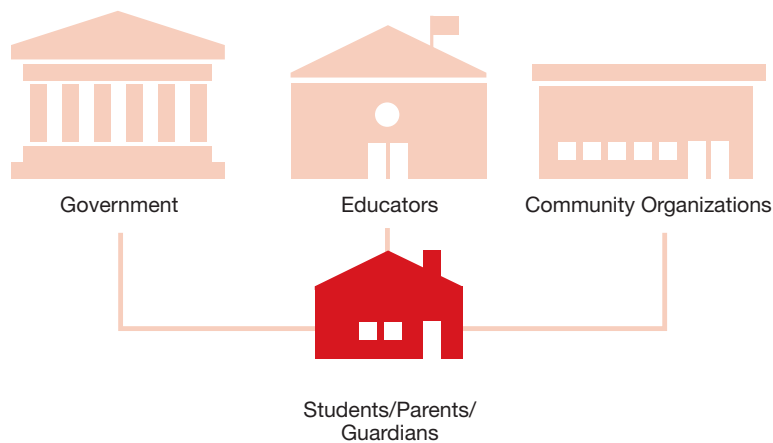 Government
Educators
Community Organizations
Students/Parents/
Guardians